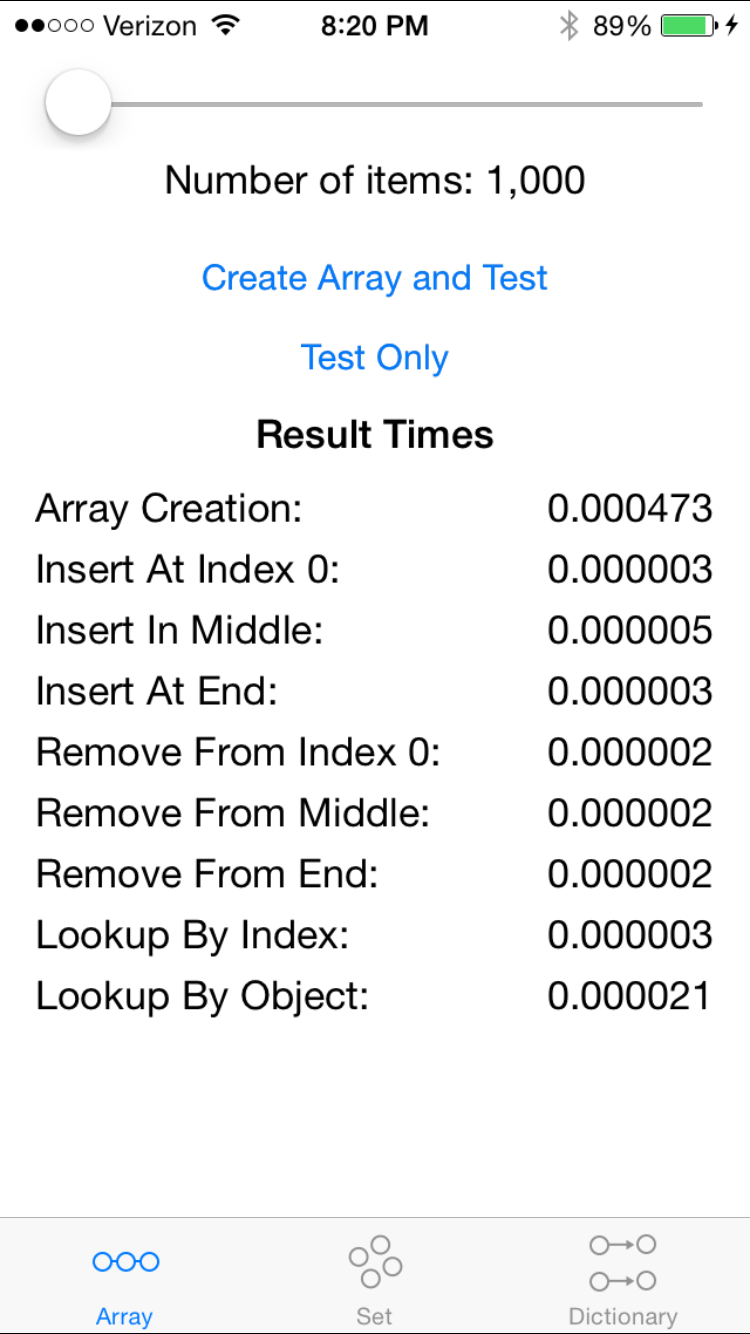 Verizon 8:20 PM 89%
Number of items: 1,000
Create Array and Test
Test Only
Result Times
Array Creation: 0.000473
Insert At Index 0: 0.000003
Insert In Middle: 0.000005
Insert At End: 0.000003
Remove From Index 0: 0.000002
Remove From Middle: 0.000002
Remove From End: 0.000002
Lookup By Index: 0.000003
Lookup By Object: 0.000021
Array Set Dictionary